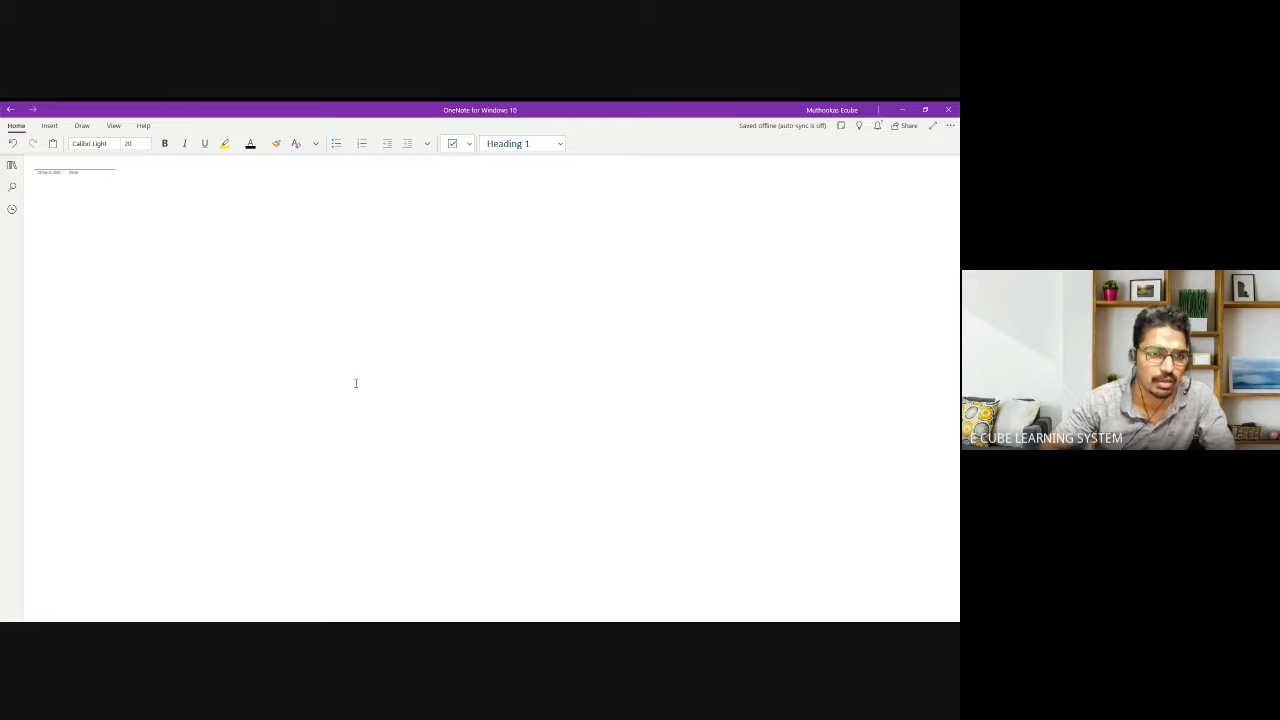 OneNote for Windows 10
Muthookas Ecube
Home Insert Draw View Help
Saved offline (auto-sync is off) Share
Calibri Light 20 B I U A Heading 1
E CUBE LEARNING SYSTEM